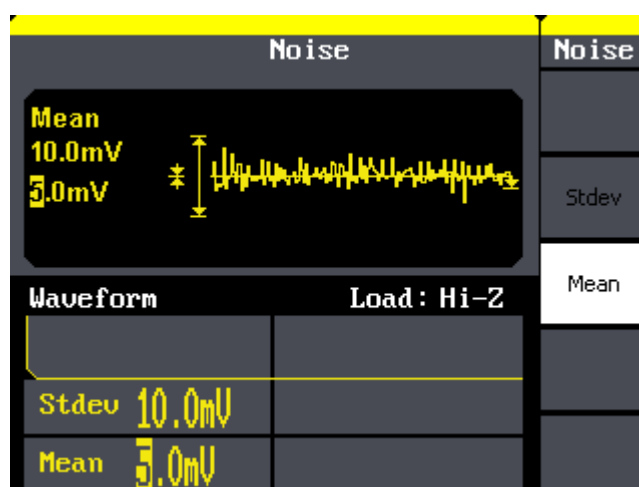 Noise
Noise
Mean
10.0mV
5.0mV
Stdev
Mean
Waveform Load: Hi-Z
Stdev 10.0mV
Mean 5.0mV